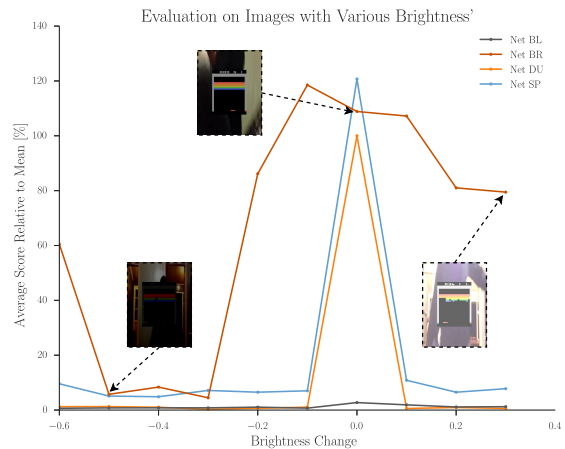 Evaluation on Images with Various Brightness'
140
120
100
80
60
40
20
0
Average Score Relative to Mean [%]
Net BL
Net BR
Net DU
Net SP
−0.6
−0.4
−0.2
0.0
0.2
0.4
Brightness Change